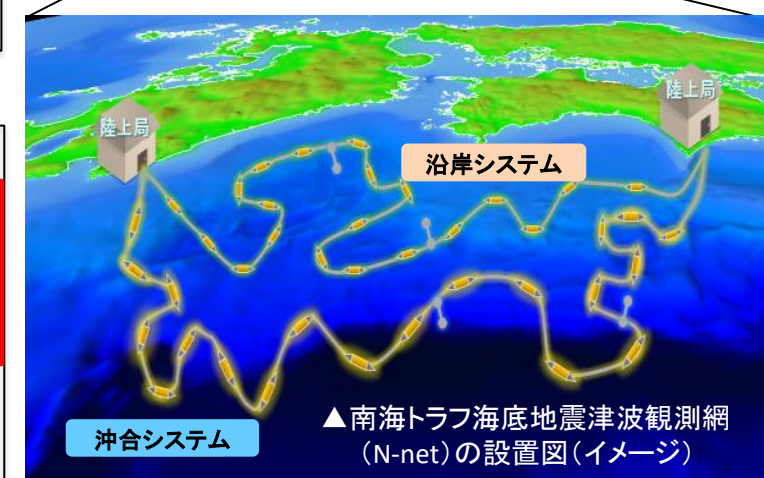 陸上局
陸上局
沿岸システム
沖合システム
▲南海トラフ海底地震津波観測網
(N-net)の設置図(イメージ)